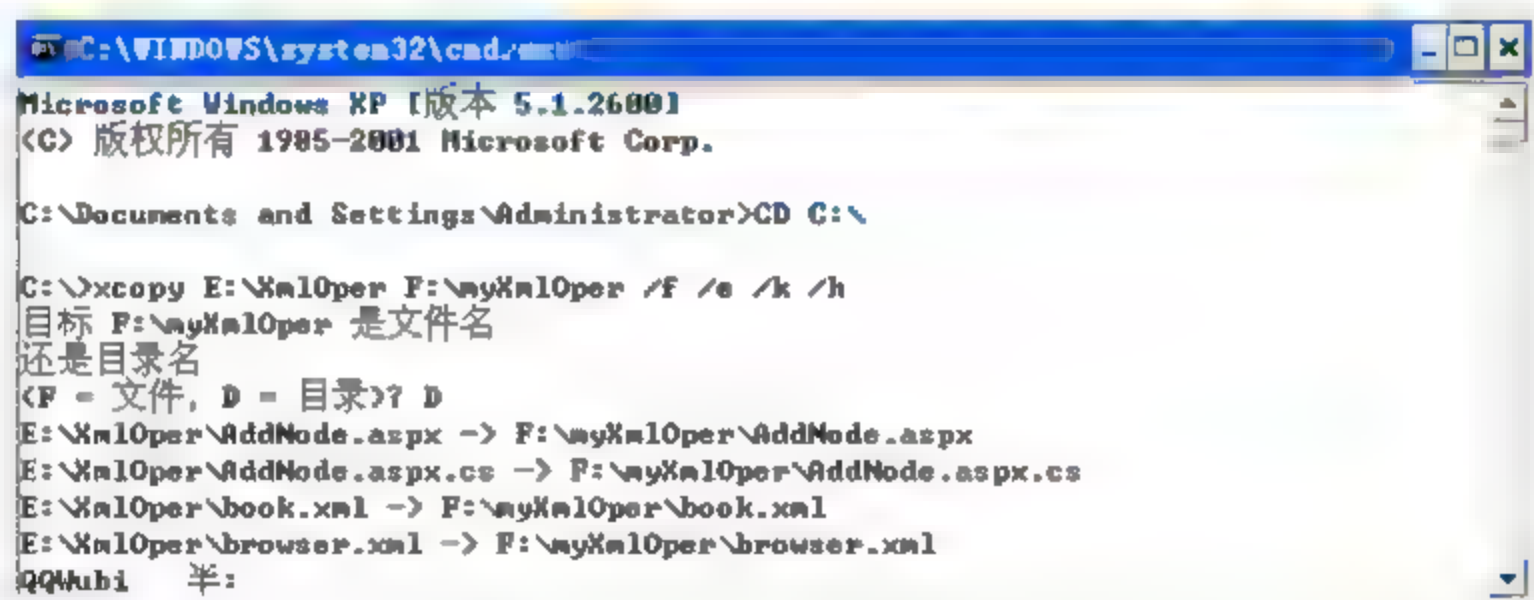 C:\WINDOWS\system32\cmd.
Microsoft Windows XP [版本 5.1.2600]
(C) 版权所有 1985-2001 Microsoft Corp.
C:\Documents and Settings\Administrator>CD C:\
C:\>xcopy E:\XmlOper F:\myXmlOper /f /e /k /h
目标 F:\myXmlOper 是文件名
还是目录名
(F = 文件, D = 目录)? D
E:\XmlOper\AddNode.aspx -> F:\myXmlOper\AddNode.aspx
E:\XmlOper\AddNode.aspx.cs -> F:\myXmlOper\AddNode.aspx.cs
E:\XmlOper\book.xml -> F:\myXmlOper\book.xml
E:\XmlOper\browser.xml -> F:\myXmlOper\browser.xml
QQWubi 半: